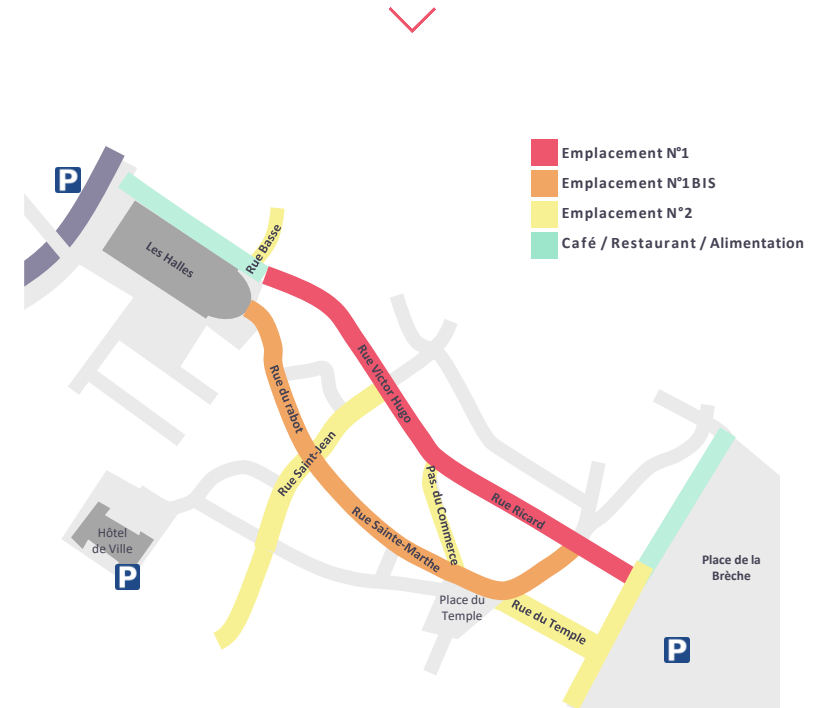 Emplacement N°1
Emplacement N°1BIS
Emplacement N°2
Café / Restaurant / Alimentation
P
Rue Basse
Les Halles
Rue Victor Hugo
Rue du rabot
Rue Saint-Jean
Pas. du Commerce
Rue Ricard
Rue Sainte-Marthe
Hôtel
de Ville
P
Place de la
Brèche
Place du
Temple
Rue du Temple
P